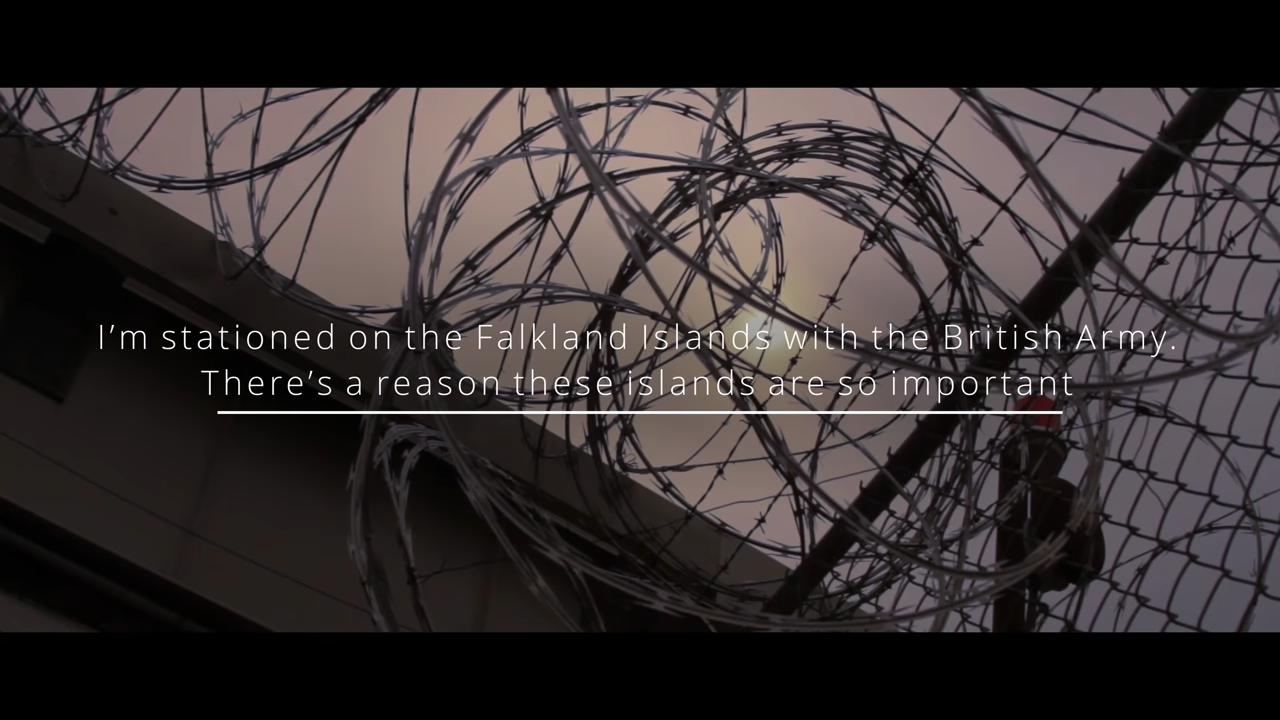 I’m stationed on the Falkland Islands with the British Army.
There’s a reason these islands are so important